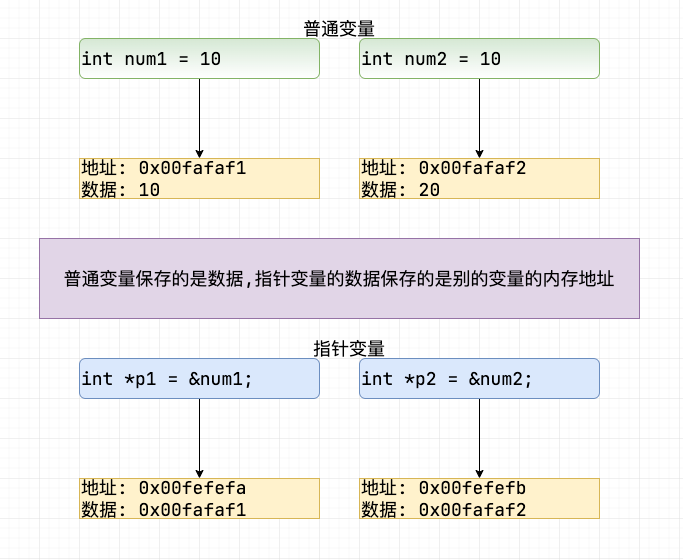 普通变量
int num1 = 10
int num2 = 10
地址: 0x00fafaf1
数据: 10
地址: 0x00fafaf2
数据: 20
普通变量保存的是数据,指针变量的数据保存的是别的变量的内存地址
指针变量
int *p1 = &num1;
int *p2 = &num2;
地址: 0x00fefefa
数据: 0x00fafaf1
地址: 0x00fefefb
数据: 0x00fafaf2